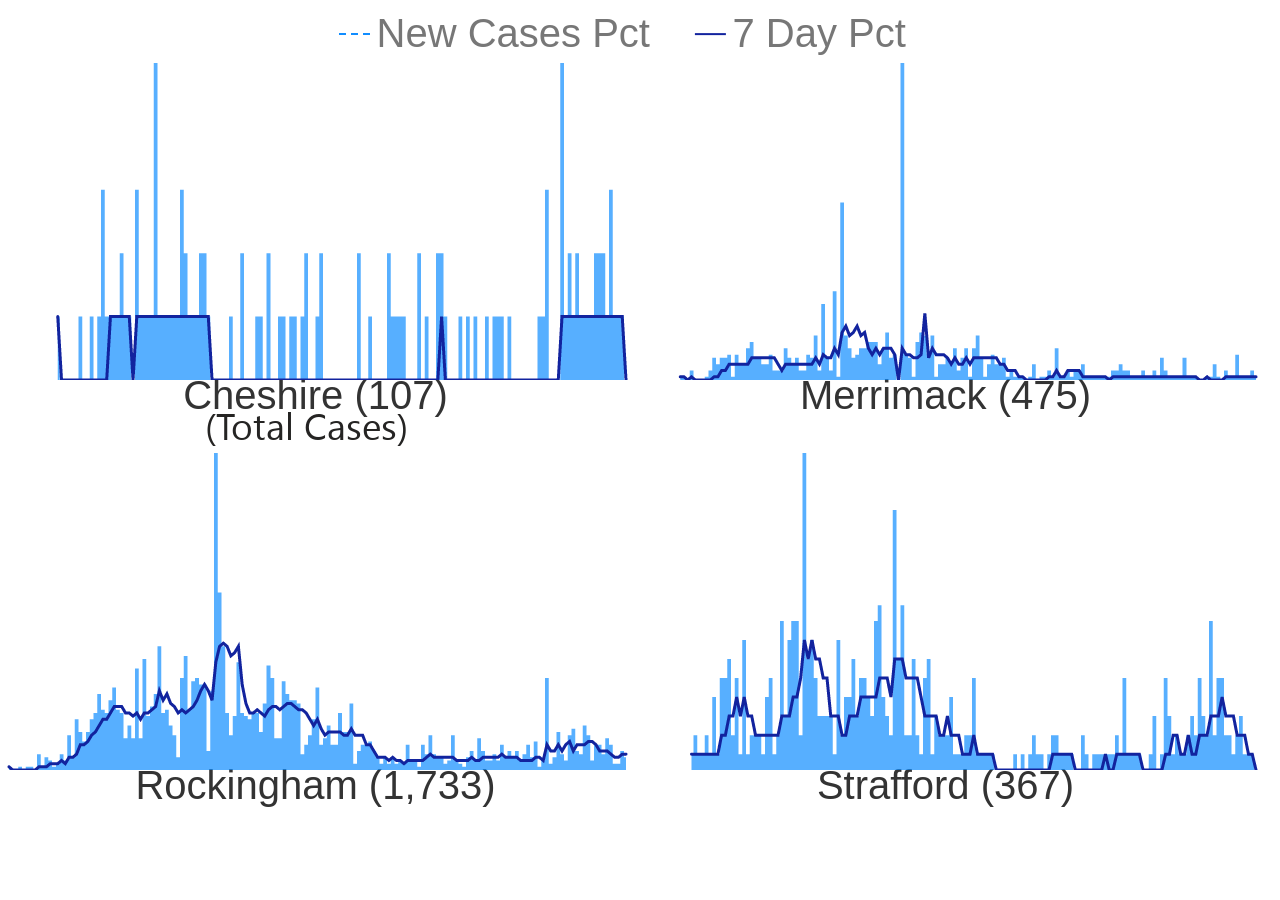 New Cases Pct 7 Day Pct
Cheshire (107)
(Total Cases)
Merrimack (475)
Rockingham (1,733)
Strafford (367)